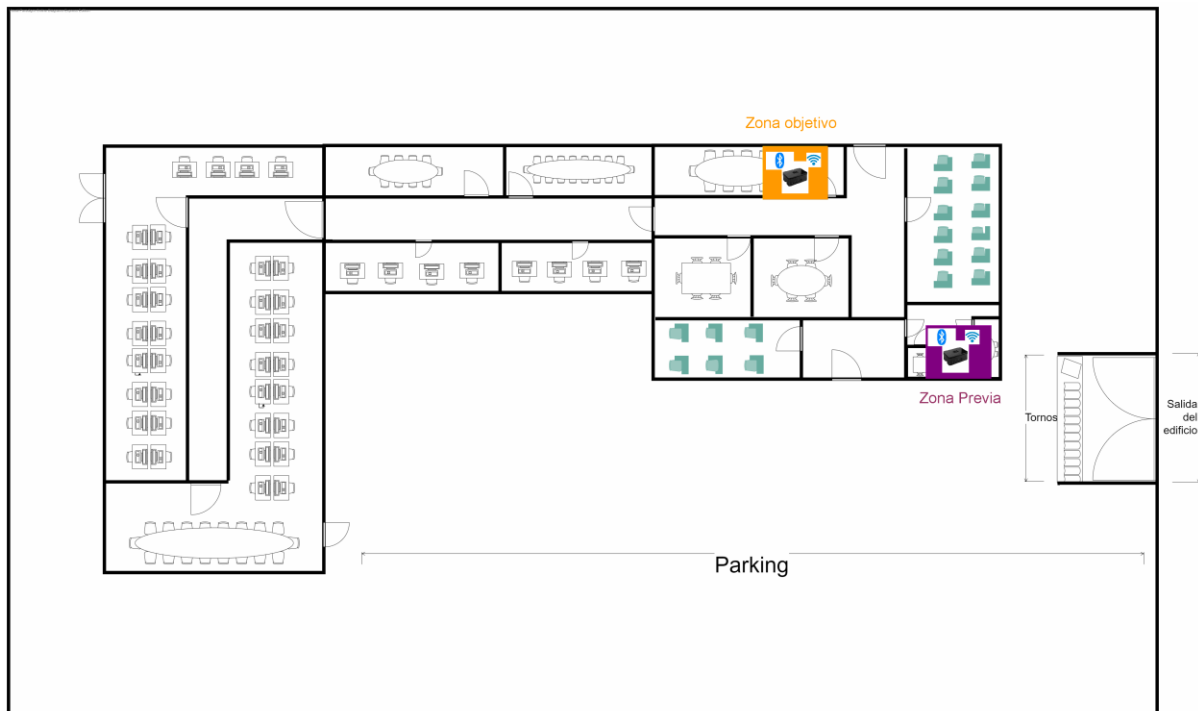 Zona objetivo
Zona Previa
Tornos
Salida
del
edificio
Parking